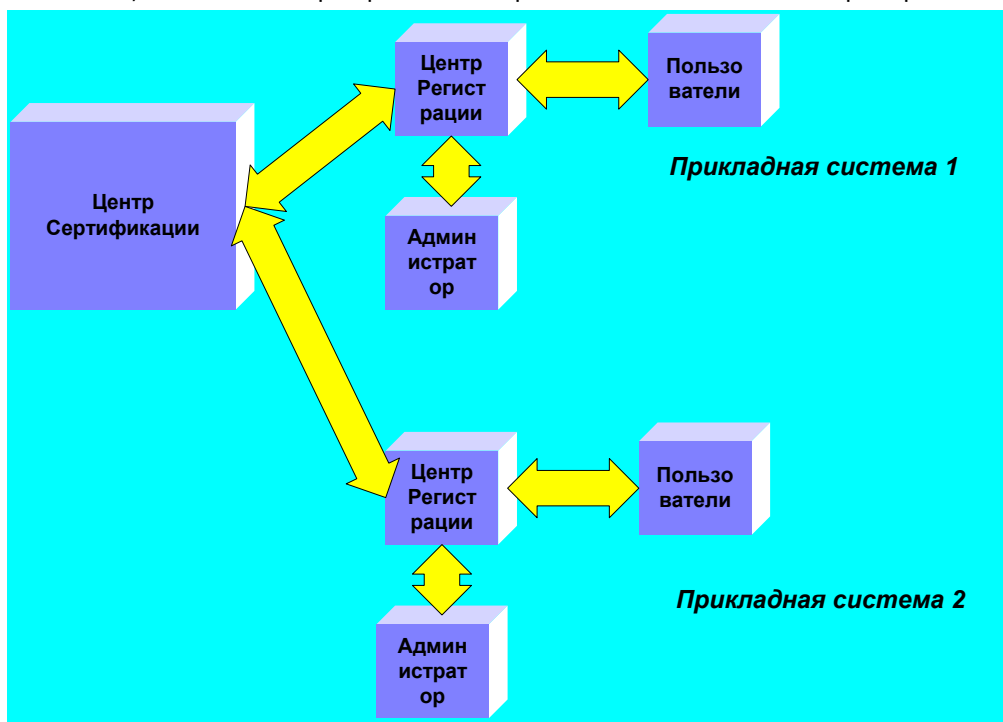 Центр
Регист
рации
Пользо
ватели
Прикладная система 1
Центр
Сертификации
Админ
истрат
ор
Центр
Регист
рации
Пользо
ватели
Прикладная система 2
Админ
истрат
ор